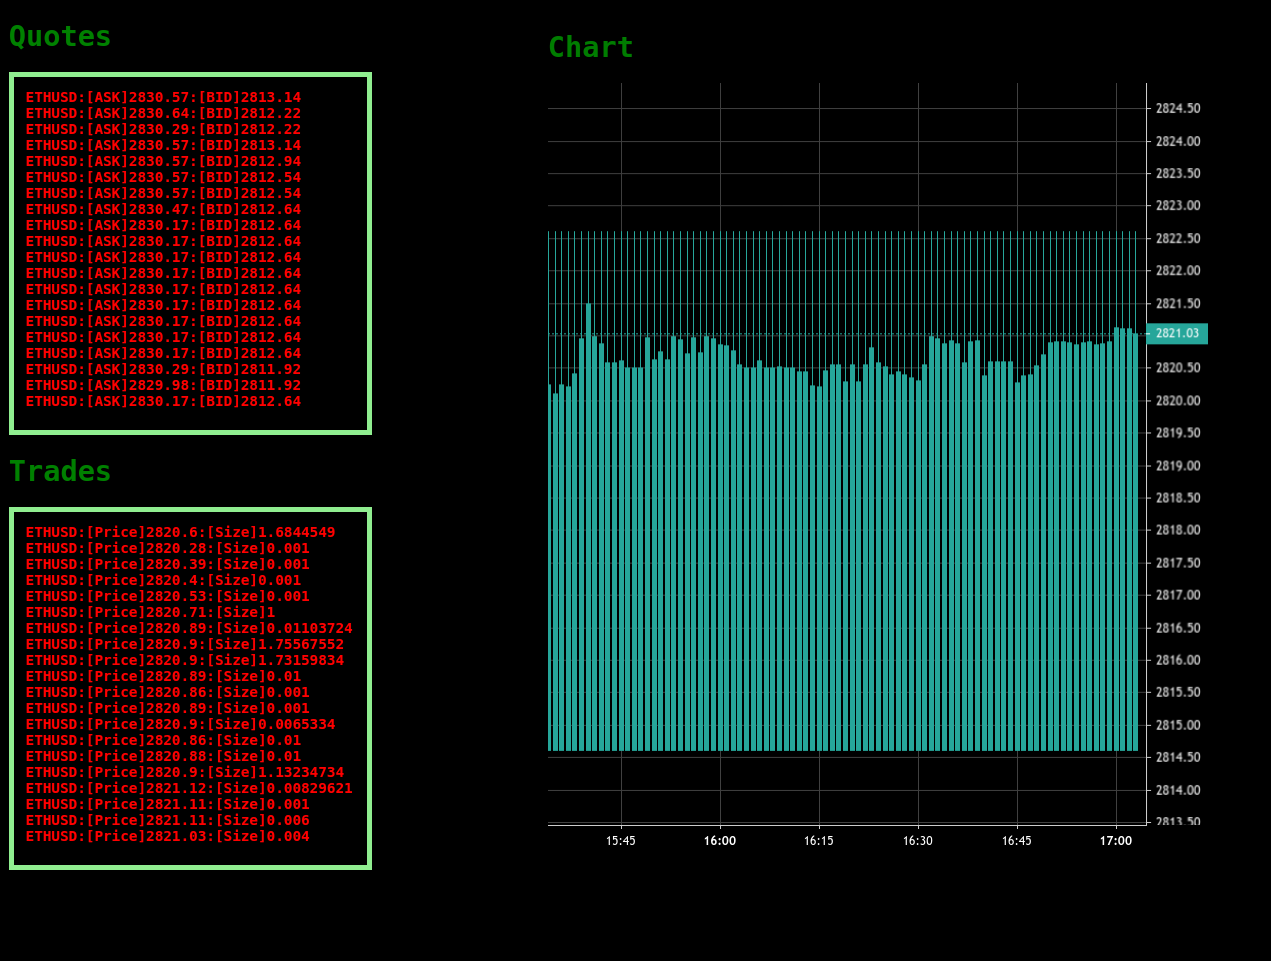 Quotes
ETHUSD:[ASK]2830.57:[BID]2813.14
ETHUSD:[ASK]2830.64:[BID]2812.22
ETHUSD:[ASK]2830.29:[BID]2812.22
ETHUSD:[ASK]2830.57:[BID]2813.14
ETHUSD:[ASK]2830.57:[BID]2812.94
ETHUSD:[ASK]2830.57:[BID]2812.54
ETHUSD:[ASK]2830.57:[BID]2812.54
ETHUSD:[ASK]2830.47:[BID]2812.64
ETHUSD:[ASK]2830.17:[BID]2812.64
ETHUSD:[ASK]2830.17:[BID]2812.64
ETHUSD:[ASK]2830.17:[BID]2812.64
ETHUSD:[ASK]2830.17:[BID]2812.64
ETHUSD:[ASK]2830.17:[BID]2812.64
ETHUSD:[ASK]2830.17:[BID]2812.64
ETHUSD:[ASK]2830.17:[BID]2812.64
ETHUSD:[ASK]2830.17:[BID]2812.64
ETHUSD:[ASK]2830.17:[BID]2812.64
ETHUSD:[ASK]2830.29:[BID]2811.92
ETHUSD:[ASK]2829.98:[BID]2811.92
ETHUSD:[ASK]2830.17:[BID]2812.64
Trades
ETHUSD:[Price]2820.6:[Size]1.6844549
ETHUSD:[Price]2820.28:[Size]0.001
ETHUSD:[Price]2820.39:[Size]0.001
ETHUSD:[Price]2820.4:[Size]0.001
ETHUSD:[Price]2820.53:[Size]0.001
ETHUSD:[Price]2820.71:[Size]1
ETHUSD:[Price]2820.89:[Size]0.01103724
ETHUSD:[Price]2820.9:[Size]1.75567552
ETHUSD:[Price]2820.9:[Size]1.73159834
ETHUSD:[Price]2820.89:[Size]0.01
ETHUSD:[Price]2820.86:[Size]0.001
ETHUSD:[Price]2820.89:[Size]0.001
ETHUSD:[Price]2820.9:[Size]0.0065334
ETHUSD:[Price]2820.86:[Size]0.01
ETHUSD:[Price]2820.88:[Size]0.01
ETHUSD:[Price]2820.9:[Size]1.13234734
ETHUSD:[Price]2821.12:[Size]0.00829621
ETHUSD:[Price]2821.11:[Size]0.001
ETHUSD:[Price]2821.11:[Size]0.006
ETHUSD:[Price]2821.03:[Size]0.004
Chart
2824.50
2824.00
2823.50
2823.00
2822.50
2822.00
2821.50
2821.03
2820.50
2820.00
2819.50
2819.00
2818.50
2818.00
2817.50
2817.00
2816.50
2816.00
2815.50
2815.00
2814.50
2814.00
2813.50
15:45 16:00 16:15 16:30 16:45 17:00